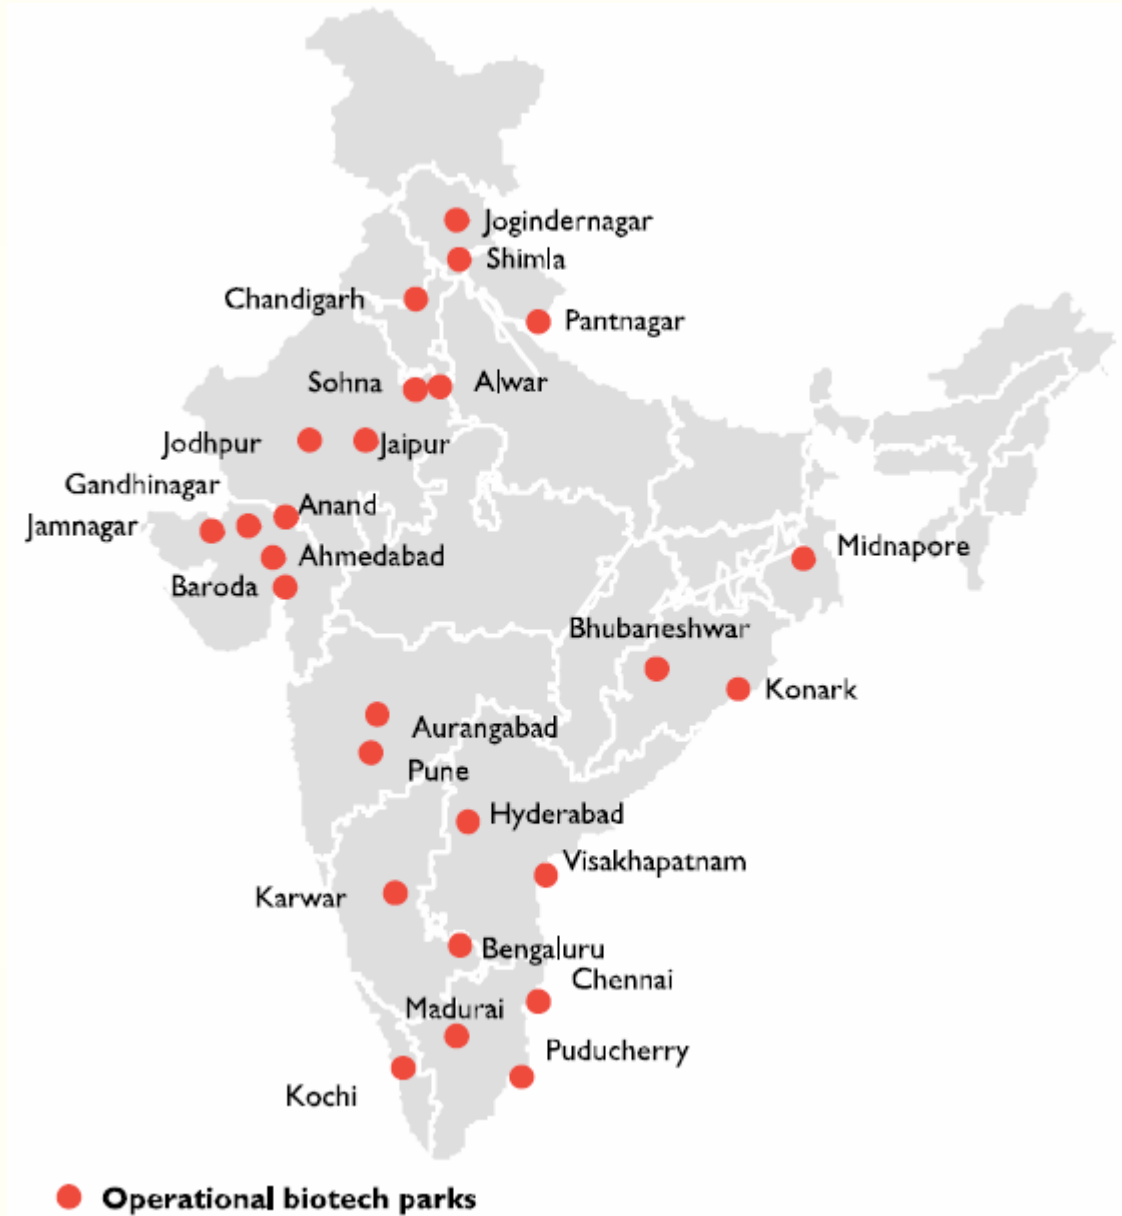 Jogindernagar
Shimla
Chandigarh
Pantnagar
Sohna
Alwar
Jodhpur
Jaipur
Gandhinagar
Anand
Jamnagar
Ahmedabad
Midnapore
Baroda
Bhubaneshwar
Konark
Aurangabad
Pune
Hyderabad
Visakhapatnam
Karwar
Bengaluru
Chennai
Madurai
Puducherry
Kochi
Operational biotech parks